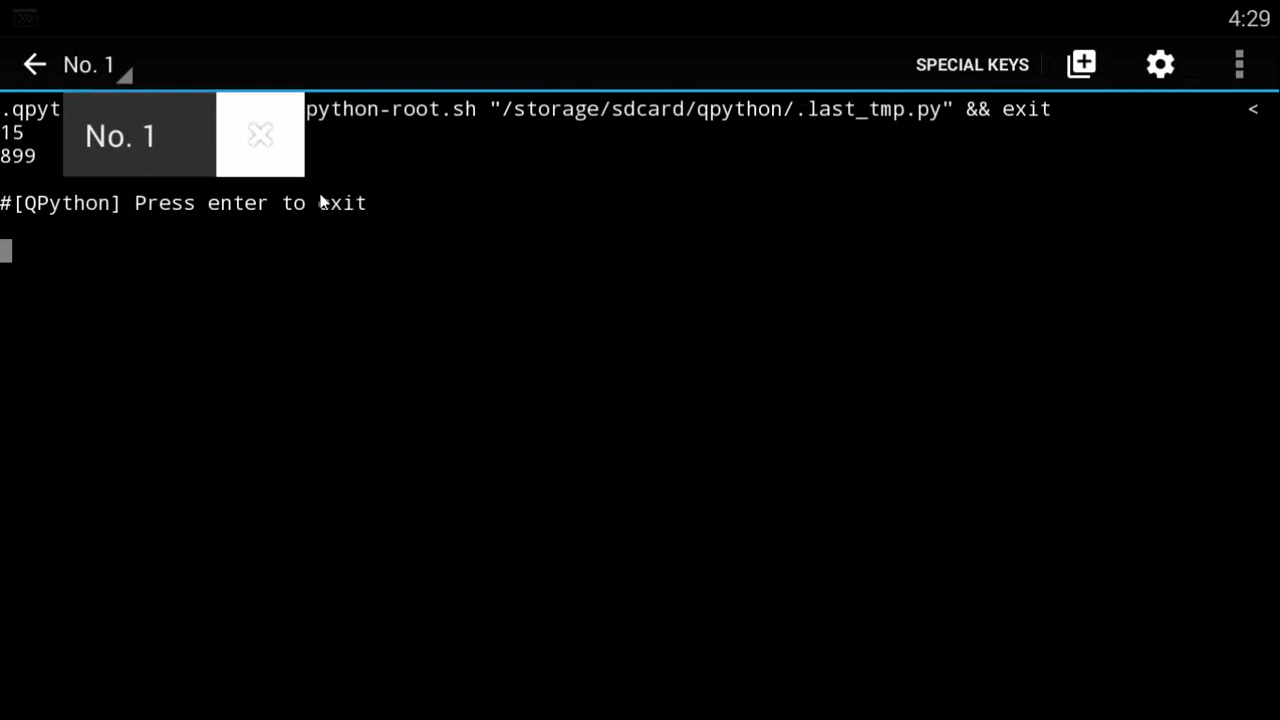 4:29
No. 1
SPECIAL KEYS
.qpyt python-root.sh "/storage/sdcard/qpython/.last_tmp.py" && exit <
No. 1
15
899
#[QPython] Press enter to exit